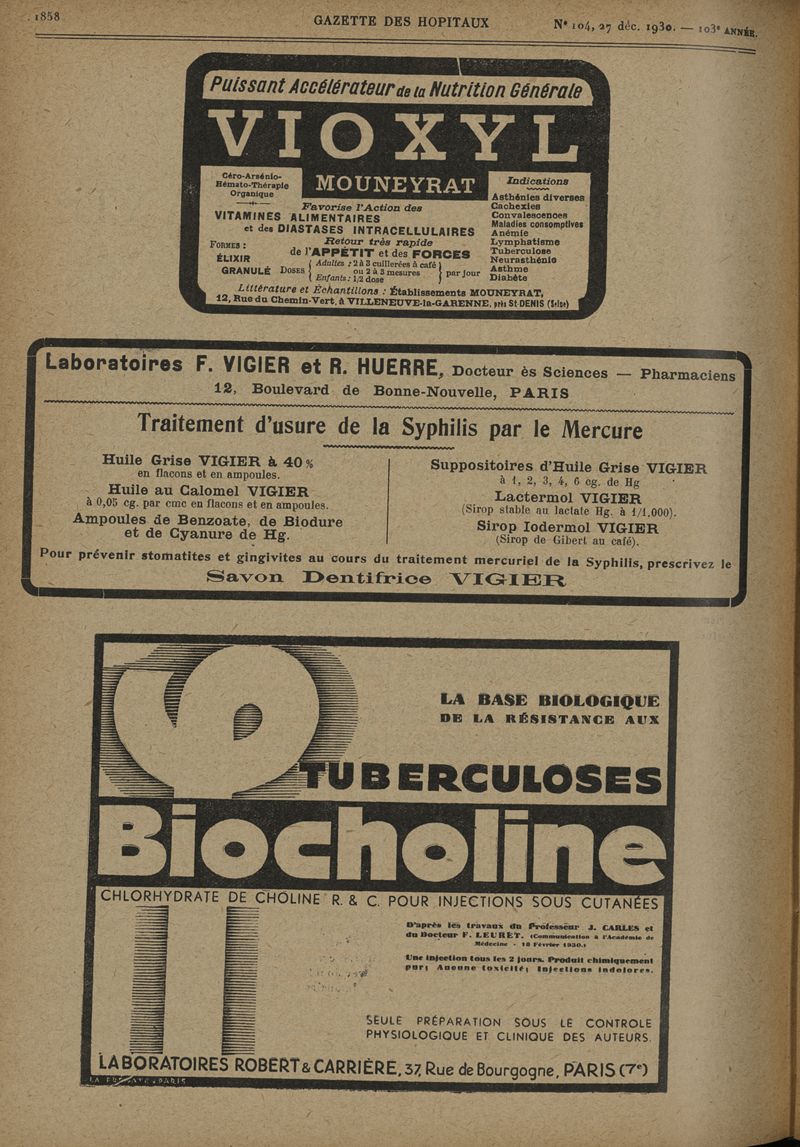 1858
GAZETTE DES HOPITAUX
N° 104, 27 déc. 1930. — 103e ANNÉE.
Puissant Accélérateur de la Nutrition Générale
VIOXYL
MOUNEYRAT
Céro-Arsénio-
Hémato-Thérapie
Organique
Favorise l'Action des
VITAMINES ALIMENTAIRES
et des DIASTASES INTRACELLULAIRES
Retour très rapide
de l'APPÉTIT et des FORCES
FORMES :
ÉLIXIR
GRANULÉ
DOSES
Adultes : 2 à 3 cuillerées à café
ou 2 à 3 mesures
Enfants : 1/2 dose
par jour
Indications
Asthénies diverses
Cachexies
Convalescences
Maladies consomptives
Anémie
Lymphatisme
Tuberculose
Neurasthénie
Asthme
Diabète
Littérature et Échantillons : Établissements MOUNEYRAT,
12, Rue du Chemin-Vert, à VILLENEUVE-la-GARENNE, près St-DENIS (Seine)
Laboratoires F. VIGIER et R. HUERRE, Docteur ès Sciences — Pharmaciens
12, Boulevard de Bonne-Nouvelle, PARIS
Traitement d'usure de la Syphilis par le Mercure
Huile Grise VIGIER à 40 %
en flacons et en ampoules.
Huile au Calomel VIGIER
à 0,05 cg. par cmc en flacons et en ampoules.
Ampoules de Benzoate, de Biodure
et de Cyanure de Hg.
Suppositoires d'Huile Grise VIGIER
à 1, 2, 3, 4, 6 cg. de Hg
Lactermol VIGIER
(Sirop stable au lactate Hg. à 1/1,000).
Sirop Iodermol VIGIER
(Sirop de Gibert au café).
Pour prévenir stomatites et gingivites au cours du traitement mercuriel de la Syphilis, prescrivez le
Savon Dentifrice VIGIER
LA BASE BIOLOGIQUE
DE LA RÉSISTANCE AUX
TUBERCULOSES
Biocholine
CHLORHYDRATE DE CHOLINE R. & C. POUR INJECTIONS SOUS CUTANÉES
D'après les travaux du Professeur J. CARLES et
du Docteur F. LEURET. (Communication à l'Académie de
Médecine - 18 Février 1930.)
Une injection tous les 2 jours. Produit chimiquement
pur; Aucune toxicité; Injections indolores.
SEULE PRÉPARATION SOUS LE CONTROLE
PHYSIOLOGIQUE ET CLINIQUE DES AUTEURS.
LABORATOIRES ROBERT & CARRIÈRE, 37, Rue de Bourgogne, PARIS (7e)
PARIS